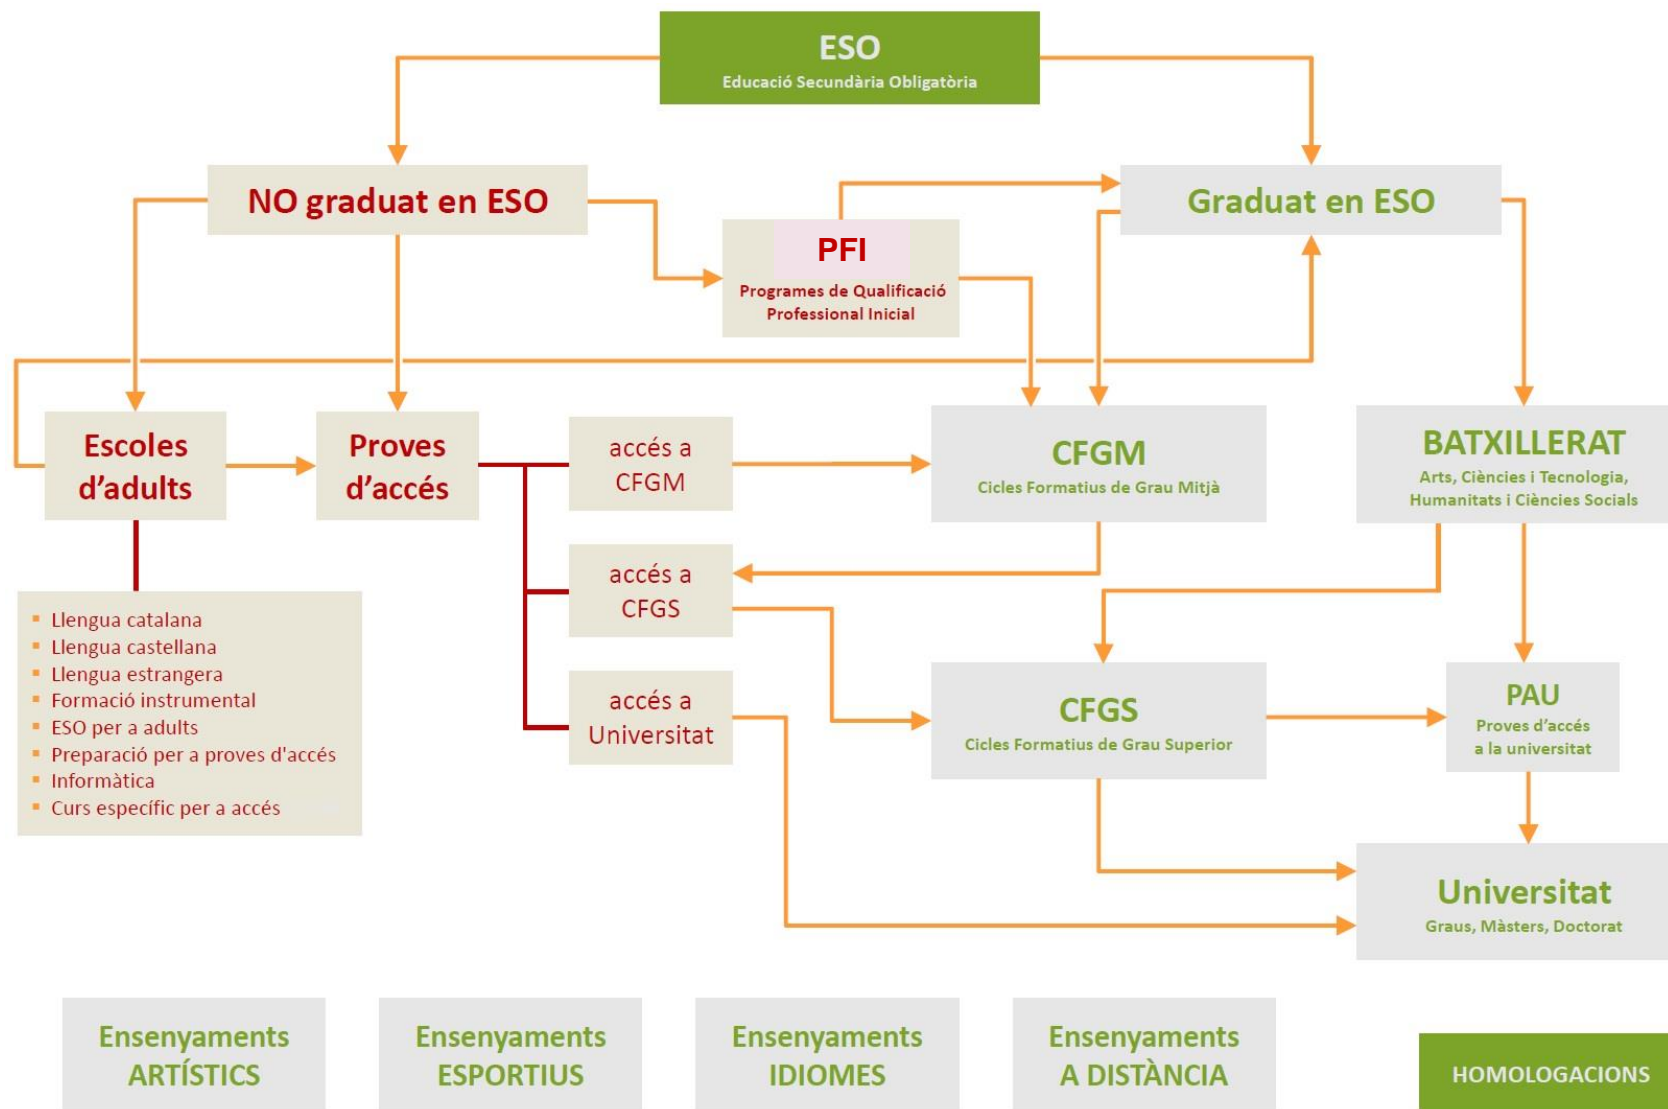 ESO
Educació Secundària Obligatòria
NO graduat en ESO
Graduat en ESO
PFI
Programes de Qualificació
Professional Inicial
Escoles
d’adults
Proves
d’accés
accés a
CFGM
CFGM
Cicles Formatius de Grau Mitjà
BATXILLERAT
Arts, Ciències i Tecnologia,
Humanitats i Ciències Socials
accés a
CFGS
▪ Llengua catalana
▪ Llengua castellana
▪ Llengua estrangera
▪ Formació instrumental
▪ ESO per a adults
▪ Preparació per a proves d'accés
▪ Informàtica
▪ Curs específic per a accés
accés a
Universitat
CFGS
Cicles Formatius de Grau Superior
PAU
Proves d’accés
a la universitat
Universitat
Graus, Màsters, Doctorat
Ensenyaments
ARTÍSTICS
Ensenyaments
ESPORTIUS
Ensenyaments
IDIOMES
Ensenyaments
A DISTÀNCIA
HOMOLOGACIONS